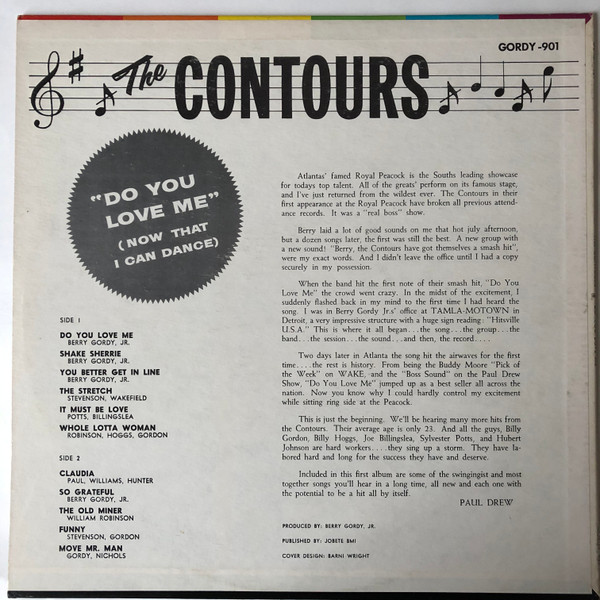 GORDY-901
The CONTOURS
"DO YOU
LOVE ME"
(NOW THAT
I CAN DANCE)
SIDE 1
DO YOU LOVE ME
BERRY GORDY, JR.
SHAKE SHERRIE
BERRY GORDY, JR.
YOU BETTER GET IN LINE
BERRY GORDY, JR.
THE STRETCH
STEVENSON, WAKEFIELD
IT MUST BE LOVE
POTTS, BILLINGSLEA
WHOLE LOTTA WOMAN
ROBINSON, HOGGS, GORDON
SIDE 2
CLAUDIA
PAUL, WILLIAMS, HUNTER
SO GRATEFUL
BERRY GORDY, JR.
THE OLD MINER
WILLIAM ROBINSON
FUNNY
STEVENSON, GORDON
MOVE MR. MAN
GORDY, NICHOLS
Atlantas' famed Royal Peacock is the Souths leading showcase
for todays top talent. All of the greats' perform on its famous stage,
and I've just returned from the wildest ever. The Contours in their
first appearance at the Royal Peacock have broken all previous attend-
ance records. It was a "real boss" show.
Berry laid a lot of good sounds on me that hot july afternoon,
but a dozen songs later, the first was still the best. A new group with
a new sound! "Berry, the Contours have got themselves a smash hit",
were my exact words. And I didn't leave the office until I had a copy
securely in my possession.
When the band hit the first note of their smash hit, "Do You
Love Me" the crowd went crazy. In the midst of the excitement, I
suddenly flashed back in my mind to the first time I had heard the
song. I was in Berry Gordy Jr.s' office at TAMLA-MOTOWN in
Detroit, a very impressive structure with a huge sign reading: "Hitsville
U.S.A." This is where it all began...the song...the group...the
band...the session...the sound...and then, the record....
Two days later in Atlanta the song hit the airwaves for the first
time....the rest is history. From being the Buddy Moore "Pick of
the Week" on WAKE, and the "Boss Sound" on the Paul Drew
Show, "Do You Love Me" jumped up as a best seller all across the
nation. Now you know why I could hardly control my excitement
while sitting ring side at the Peacock.
This is just the beginning. We'll be hearing many more hits from
the Contours. Their average age is only 23. And all the guys, Billy
Gordon, Billy Hoggs, Joe Billingslea, Sylvester Potts, and Hubert
Johnson are hard workers....they sing up a storm. They have la-
bored hard and long for the success they have and deserve.
Included in this first album are some of the swingingist and most
together songs you'll hear in a long time, all new and each one with
the potential to be a hit all by itself.
PAUL DREW
PRODUCED BY: BERRY GORDY, JR.
PUBLISHED BY: JOBETE BMI
COVER DESIGN: BARNI WRIGHT